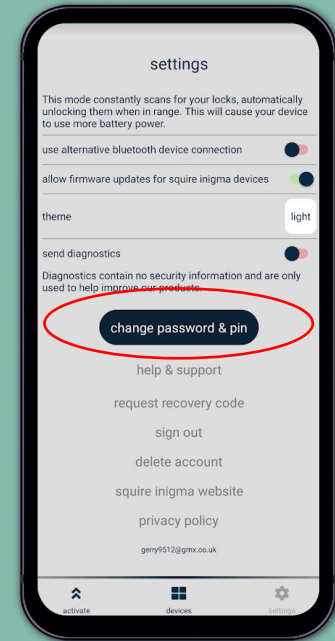 settings
This mode constantly scans for your locks, automatically
unlocking them when in range. This will cause your device
to use more battery power.
use alternative bluetooth device connection
allow firmware updates for squire inigma devices
theme
light
send diagnostics
Diagnostics contain no security information and are only
used to help improve our products.
change password & pin
help & support
request recovery code
sign out
delete account
squire inigma website
privacy policy
gerry9512@gmx.co.uk
activate
devices
settings